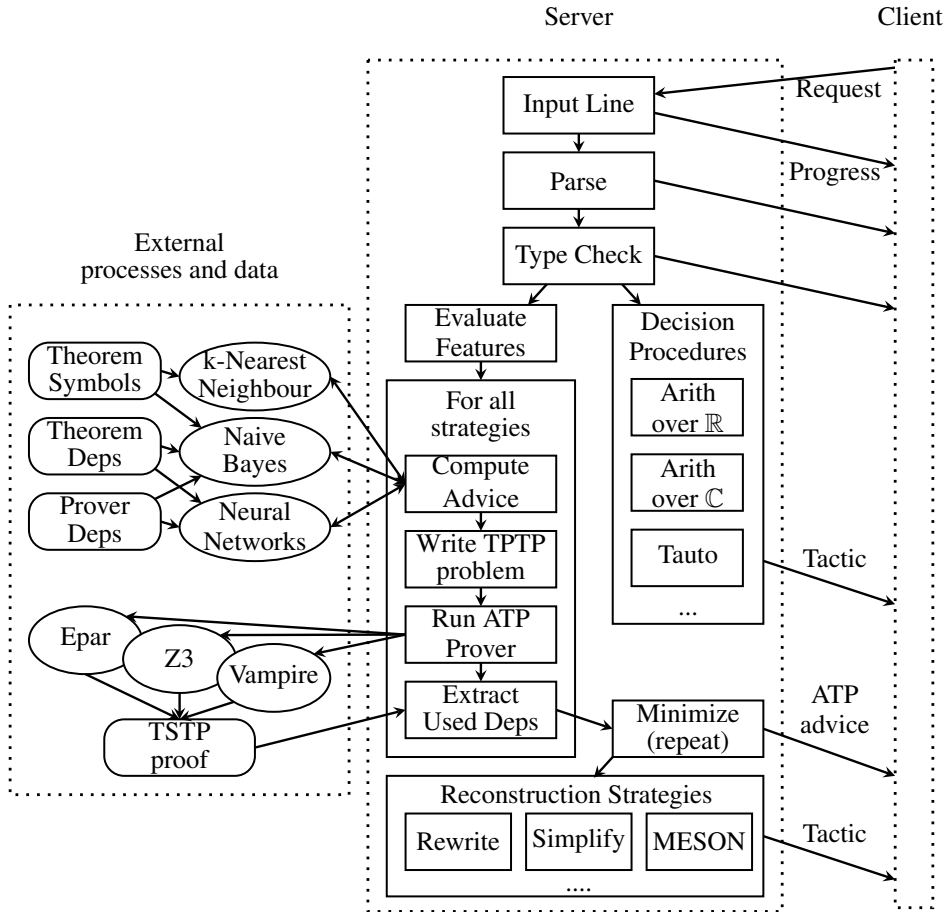 Server
Client
Input Line
Request
Parse
Progress
Type Check
External
processes and data
Evaluate
Features
Decision
Procedures
Theorem
Symbols
k-Nearest
Neighbour
For all
strategies
Arith
over ℝ
Theorem
Deps
Naive
Bayes
Compute
Advice
Arith
over ℂ
Prover
Deps
Neural
Networks
Write TPTP
problem
Tauto
Tactic
...
Epar
Z3
Vampire
Run ATP
Prover
TSTP
proof
Extract
Used Deps
Minimize
(repeat)
ATP
advice
Reconstruction Strategies
Rewrite
Simplify
MESON
Tactic
....